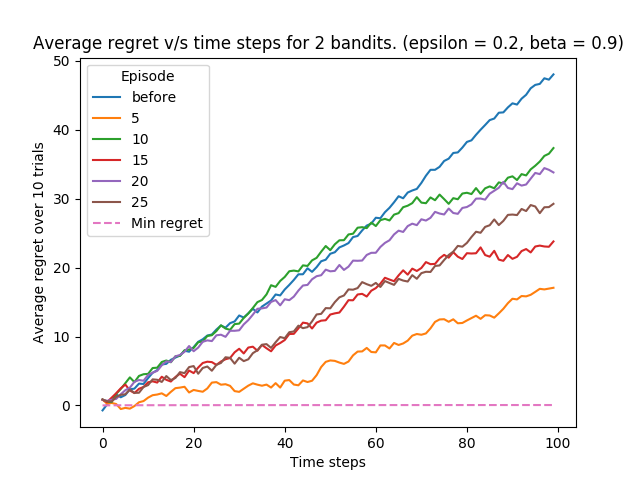 Average regret v/s time steps for 2 bandits. (epsilon = 0.2, beta = 0.9)
Average regret over 10 trials
50
40
30
20
10
0
Episode
before
5
10
15
20
25
Min regret
0 20 40 60 80 100
Time steps